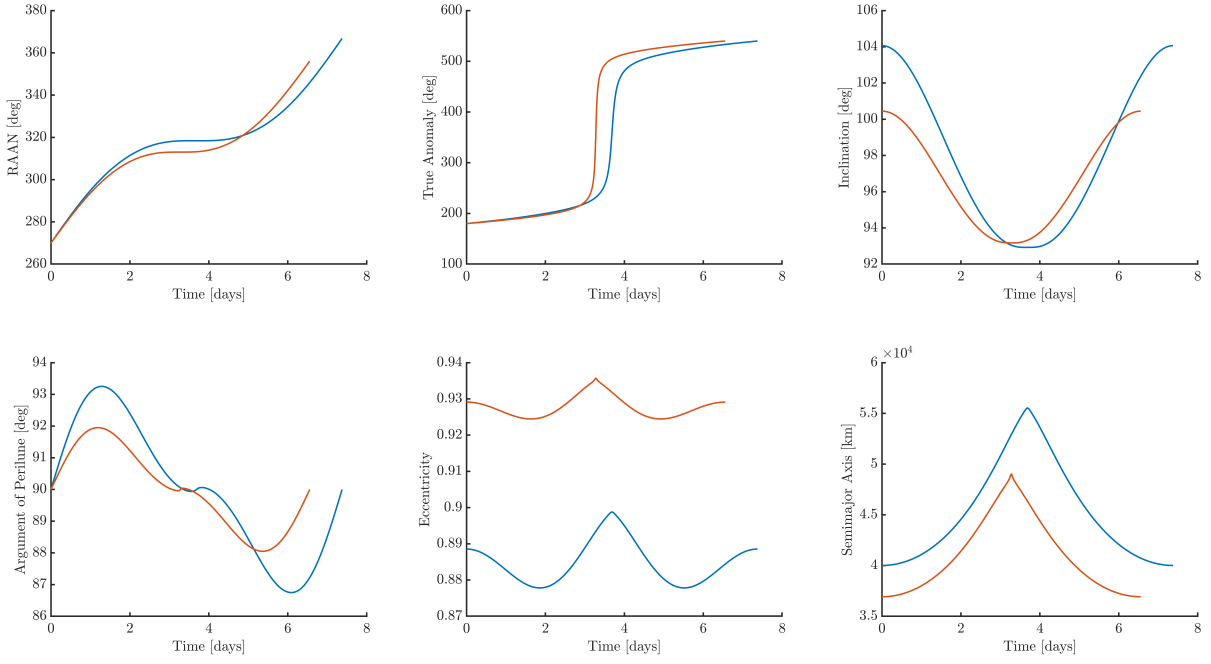 380
360
340
320
300
280
260
RAAN [deg]
0 2 4 6 8
Time [days]
600
500
400
300
200
100
True Anomaly [deg]
0 2 4 6 8
Time [days]
106
104
102
100
98
96
94
92
Inclination [deg]
0 2 4 6 8
Time [days]
94
93
92
91
90
89
88
87
86
Argument of Perilune [deg]
0 2 4 6 8
Time [days]
0.94
0.93
0.92
0.91
0.9
0.89
0.88
0.87
Eccentricity
0 2 4 6 8
Time [days]
×10⁴
6
5.5
5
4.5
4
3.5
Semimajor Axis [km]
0 2 4 6 8
Time [days]